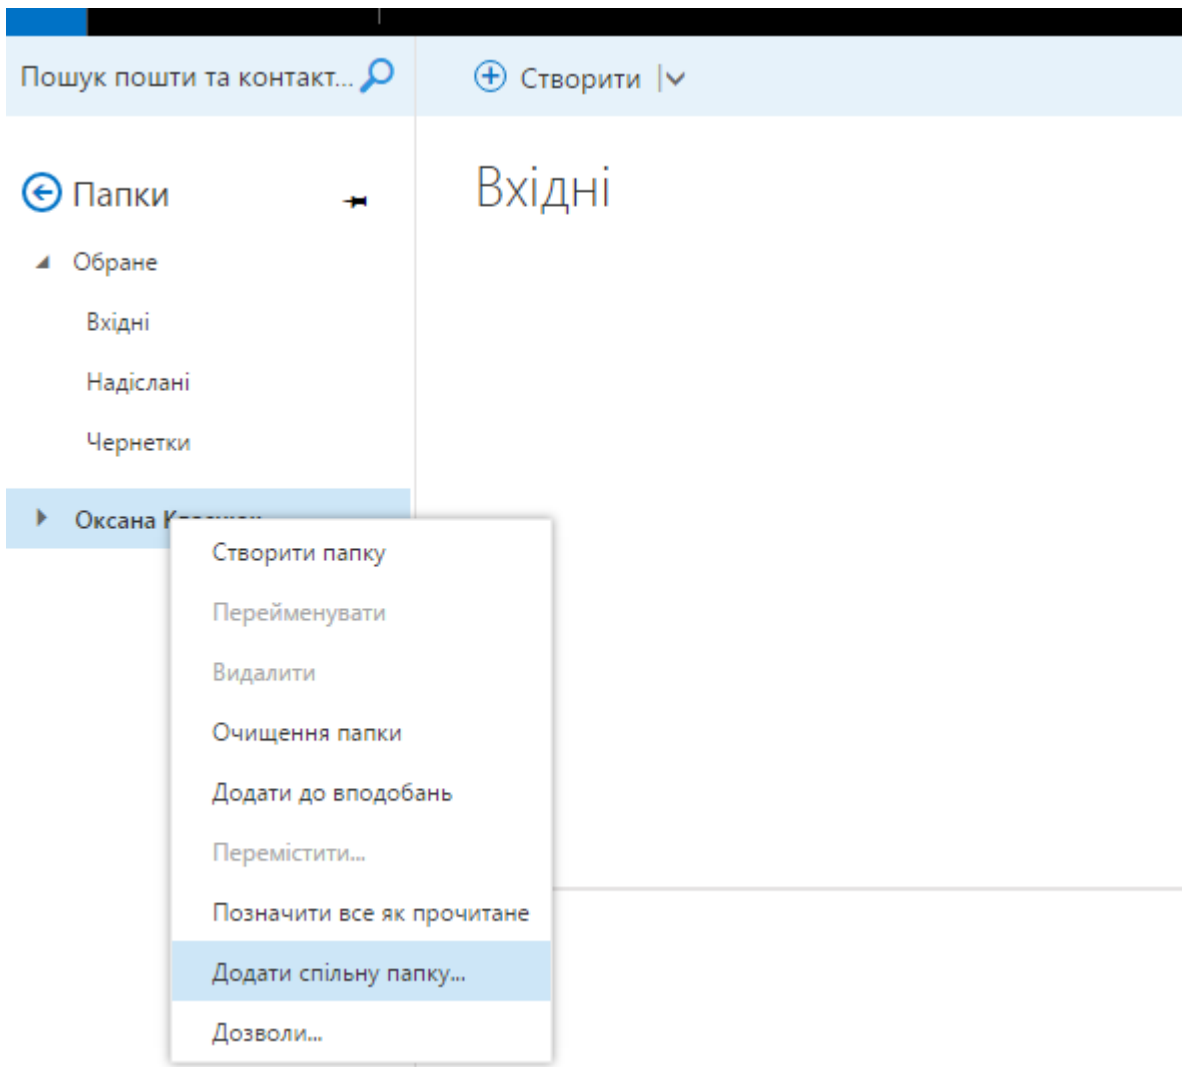 Пошук пошти та контакт...
Створити
Папки
Вхідні
Обране
Вхідні
Надіслані
Чернетки
Оксана
Створити папку
Перейменувати
Видалити
Очищення папки
Додати до вподобань
Перемістити...
Позначити все як прочитане
Додати спільну папку...
Дозволи...